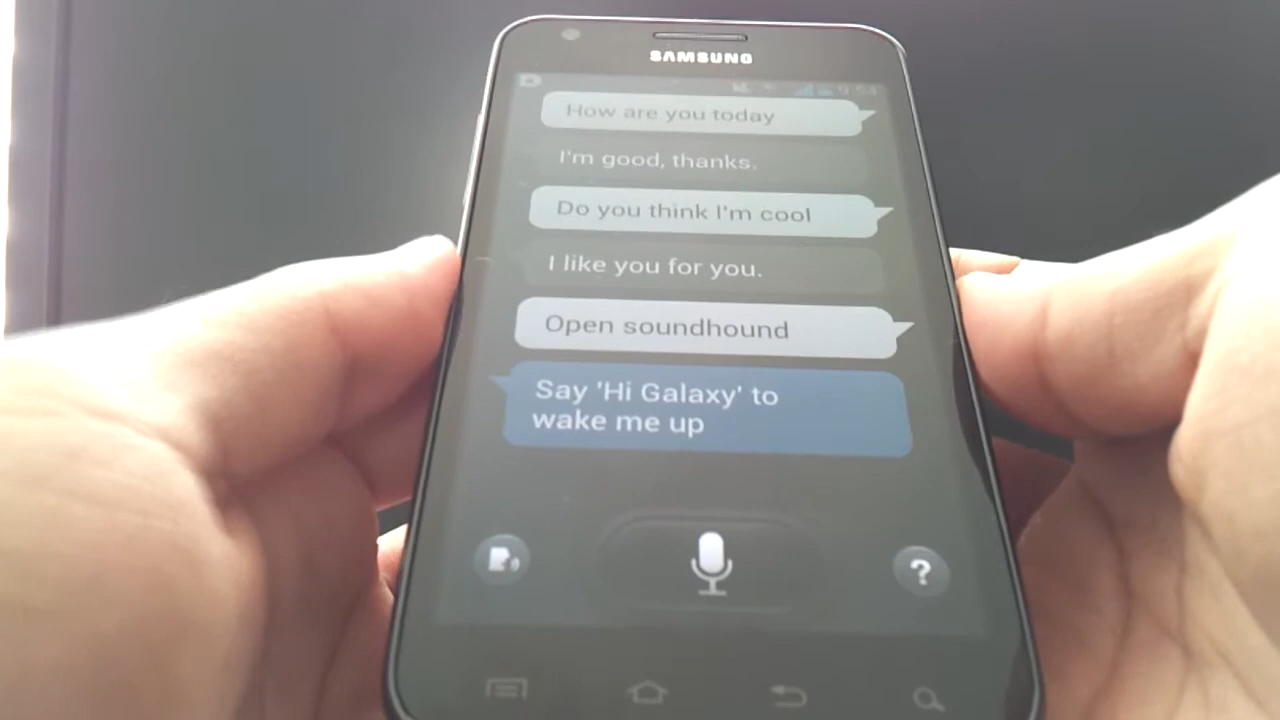 SAMSUNG
How are you today
I'm good, thanks.
Do you think I'm cool
I like you for you.
Open soundhound
Say 'Hi Galaxy' to
wake me up
?